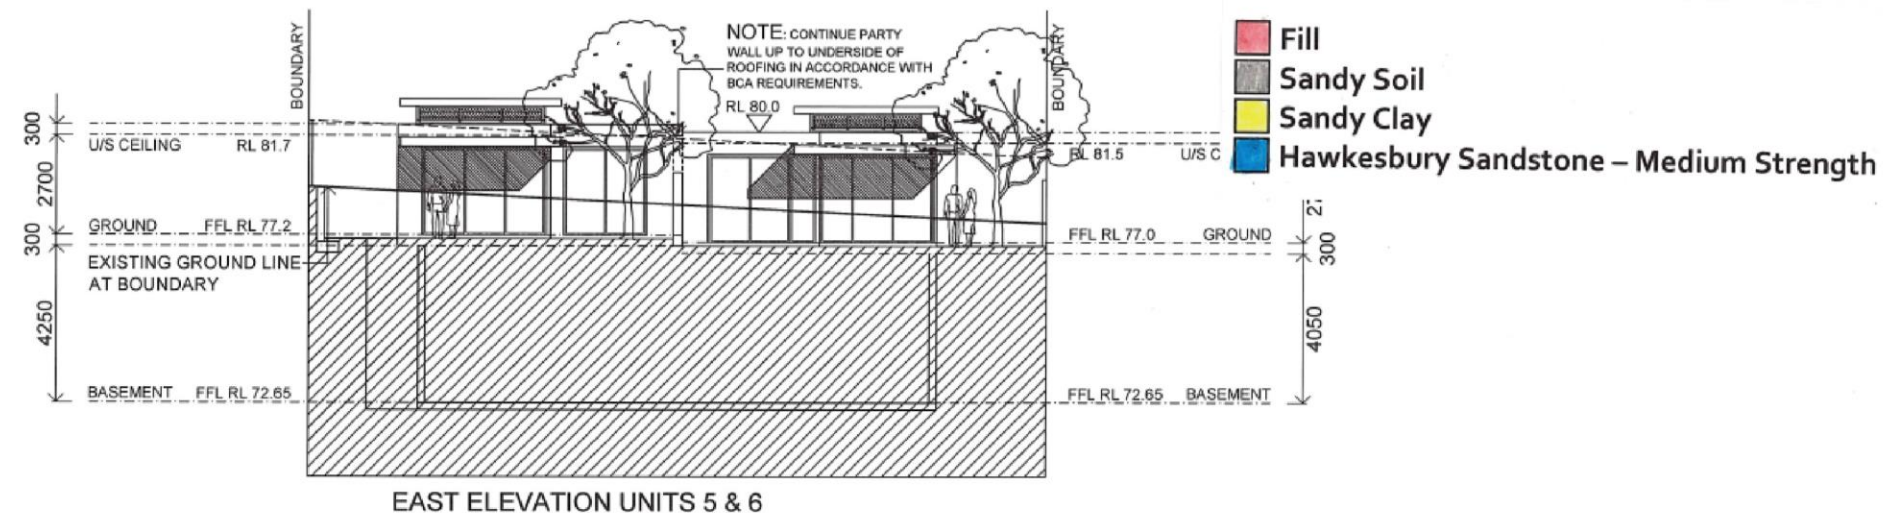 BOUNDARY
NOTE: CONTINUE PARTY
WALL UP TO UNDERSIDE OF
ROOFING IN ACCORDANCE WITH
BCA REQUIREMENTS.
RL 80.0
BOUNDARY
Fill
Sandy Soil
Sandy Clay
Hawkesbury Sandstone – Medium Strength
300
U/S CEILING RL 81.7
RL 81.5 U/S C
2700
GROUND FFL RL 77.2
FFL RL 77.0 GROUND
300
300
EXISTING GROUND LINE
AT BOUNDARY
4250
4050
BASEMENT FFL RL 72.65
FFL RL 72.65 BASEMENT
EAST ELEVATION UNITS 5 & 6